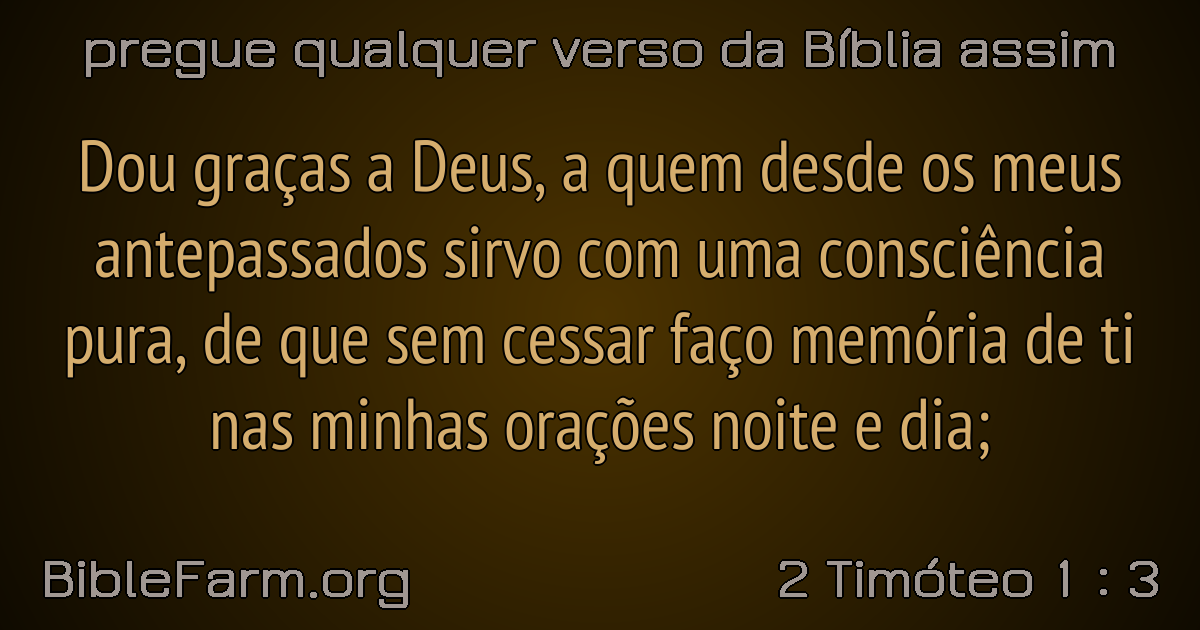 pregue qualquer verso da Bíblia assim
Dou graças a Deus, a quem desde os meus
antepassados sirvo com uma consciência
pura, de que sem cessar faço memória de ti
nas minhas orações noite e dia;
BibleFarm.org
2 Timóteo 1 : 3